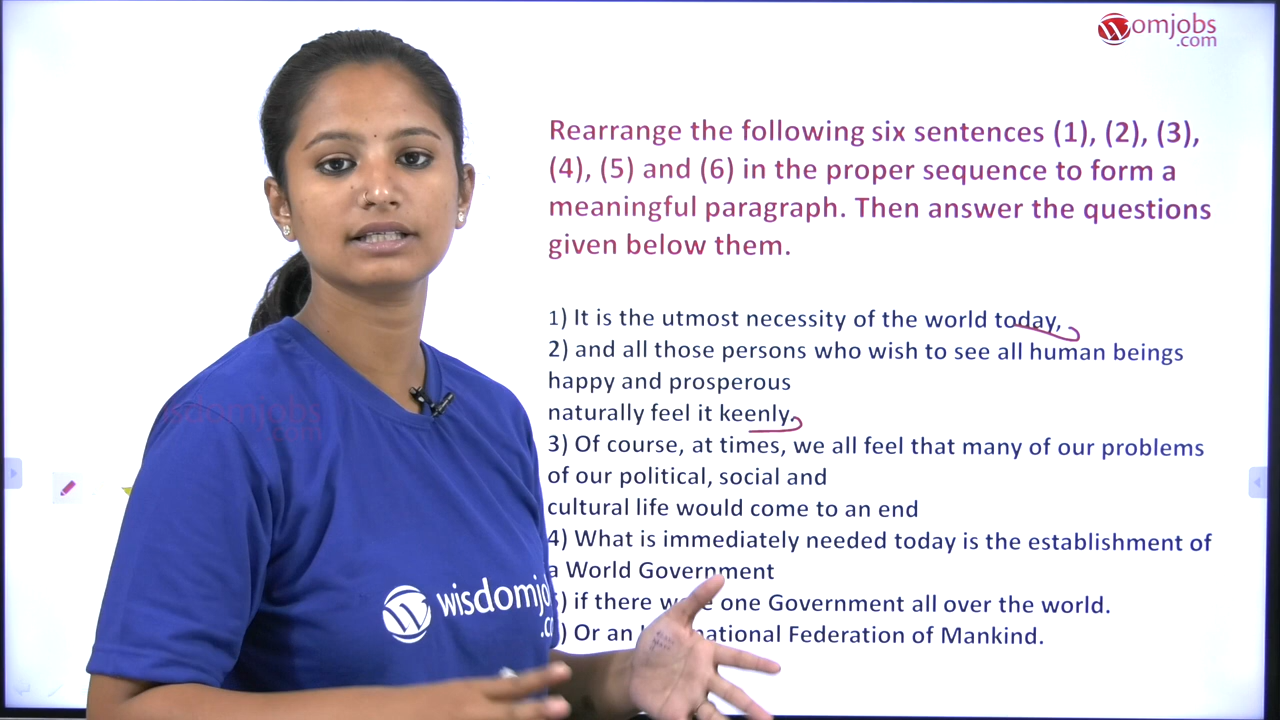 Womjobs
.com
Rearrange the following six sentences (1), (2), (3),
(4), (5) and (6) in the proper sequence to form a
meaningful paragraph. Then answer the questions
given below them.
1) It is the utmost necessity of the world today,
2) and all those persons who wish to see all human beings
happy and prosperous
naturally feel it keenly,
3) Of course, at times, we all feel that many of our problems
of our political, social and
cultural life would come to an end
4) What is immediately needed today is the establishment of
a World Government
) if there one Government all over the world.
) Or an Federation of Mankind.
wisdomjo
.co
wisdomjobs
.com